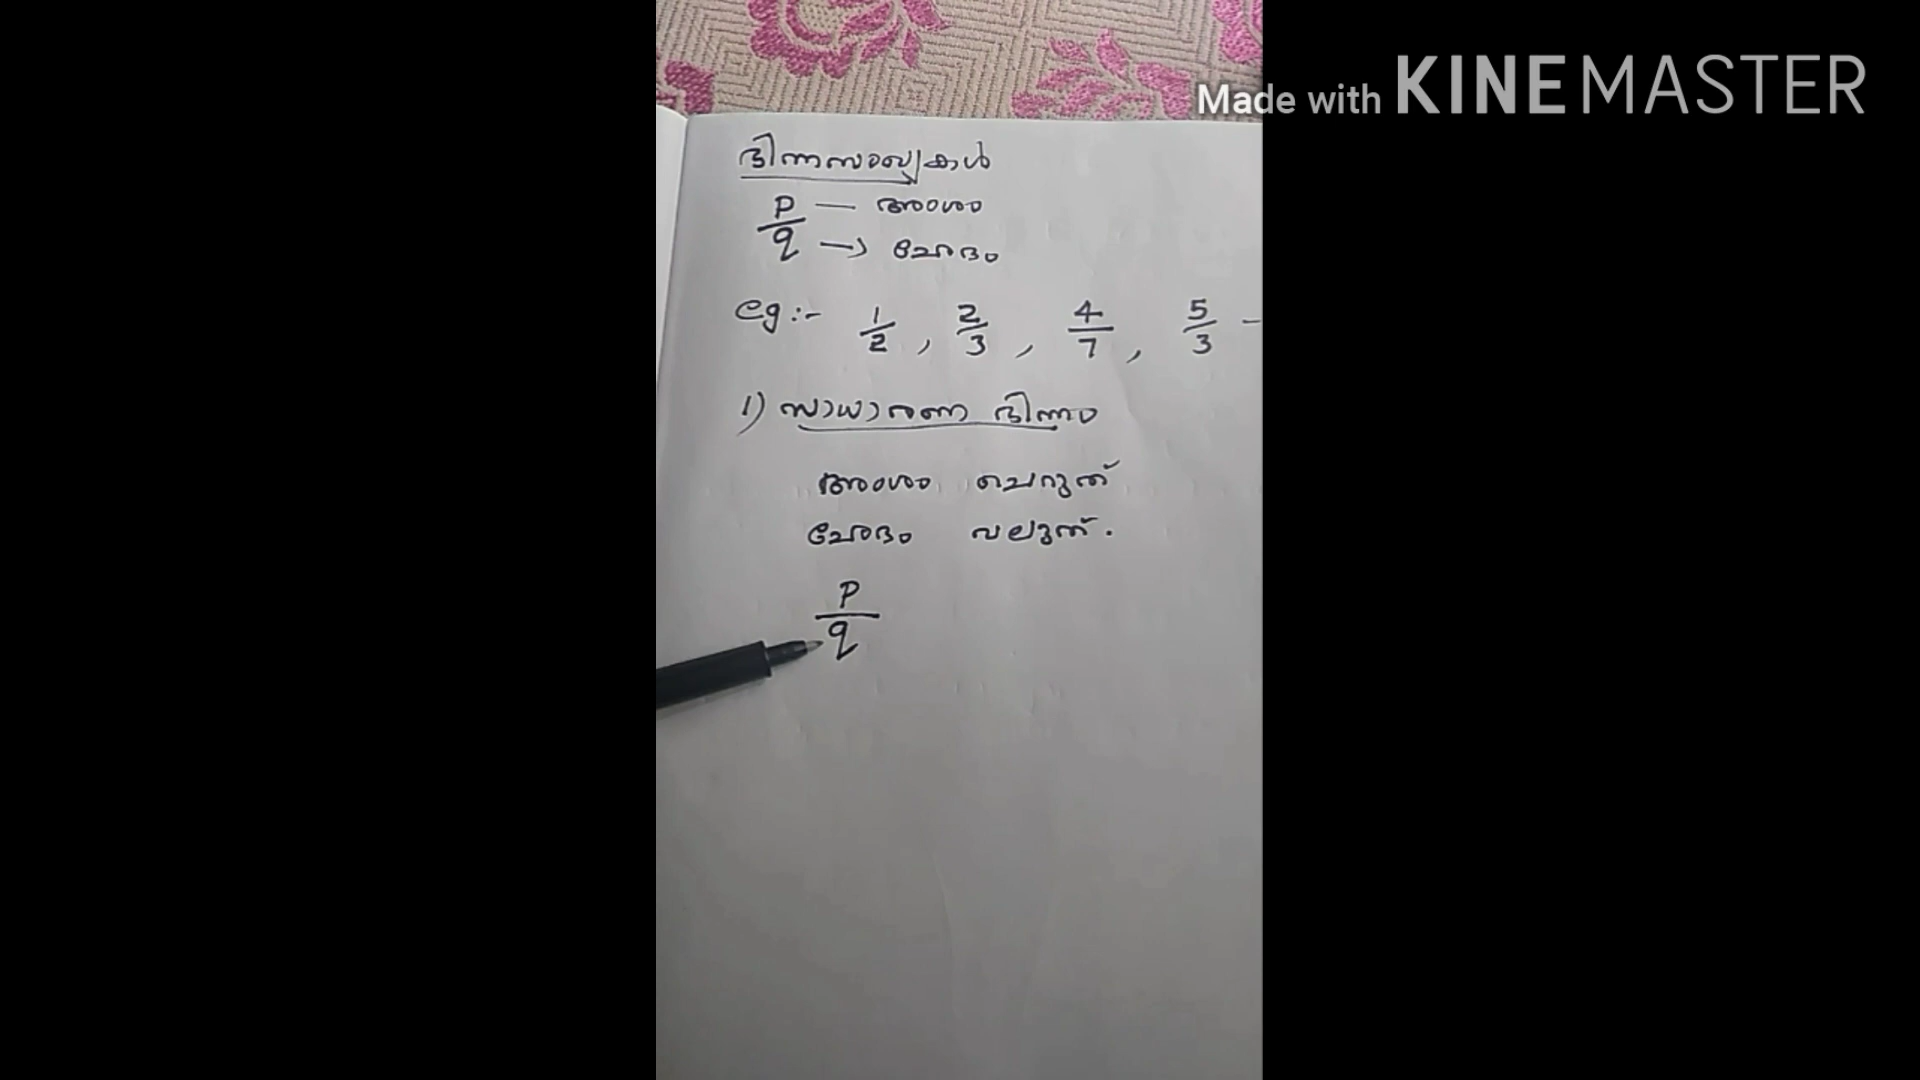 Made with KINEMASTER
ഭിന്നസംഖ്യകൾ
p/q — അംശം
→ ഛേദം
eg:- 1/2, 2/3, 4/7, 5/3 -
1) സാധാരണ ഭിന്നം
അംശം ചെറുത്
ഛേദം വലുത്.
p/q